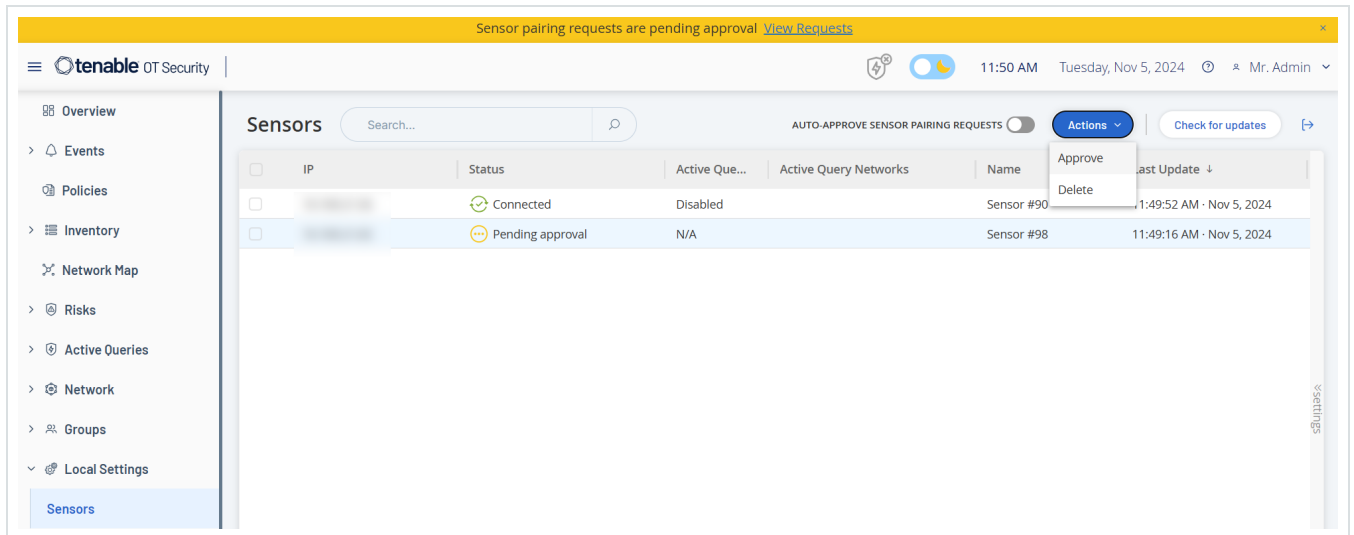 Sensor pairing requests are pending approval View Requests ×
tenable OT Security 11:50 AM Tuesday, Nov 5, 2024 Mr. Admin
Overview
Events
Policies
Inventory
Network Map
Risks
Active Queries
Network
Groups
Local Settings
Sensors
Sensors Search... AUTO-APPROVE SENSOR PAIRING REQUESTS Actions Check for updates
Approve
Delete
IP Status Active Que... Active Query Networks Name Last Update ↓
Connected Disabled Sensor #90 11:49:52 AM · Nov 5, 2024
Pending approval N/A Sensor #98 11:49:16 AM · Nov 5, 2024
settings